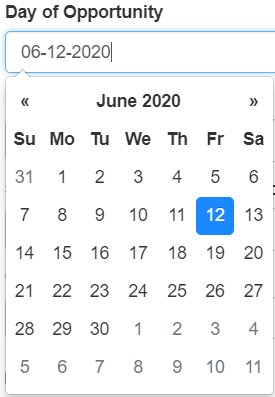 Day of Opportunity
06-12-2020
« June 2020 »
Su Mo Tu We Th Fr Sa
31 1 2 3 4 5 6
7 8 9 10 11 12 13
14 15 16 17 18 19 20
21 22 23 24 25 26 27
28 29 30 1 2 3 4
5 6 7 8 9 10 11